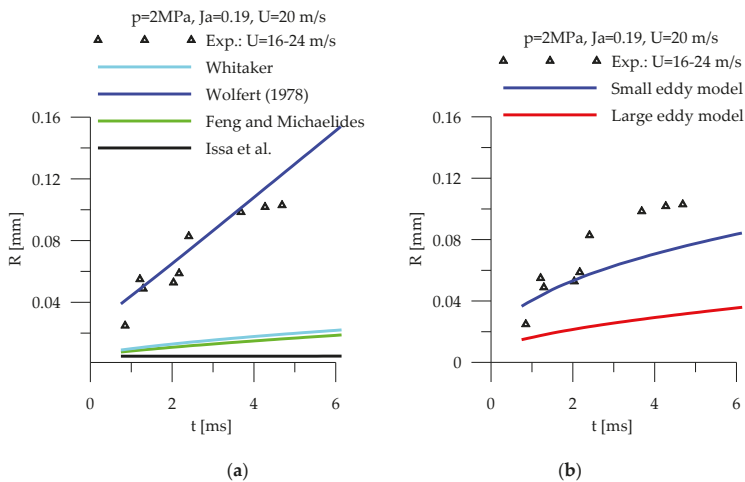 p=2MPa, Ja=0.19, U=20 m/s
Exp.: U=16-24 m/s
Whitaker
Wolfert (1978)
Feng and Michaelides
Issa et al.
0.16
0.12
0.08
0.04
R [mm]
0
2
4
6
t [ms]
(a)
p=2MPa, Ja=0.19, U=20 m/s
Exp.: U=16-24 m/s
Small eddy model
Large eddy model
0.16
0.12
0.08
0.04
0
R [mm]
0
2
4
6
t [ms]
(b)